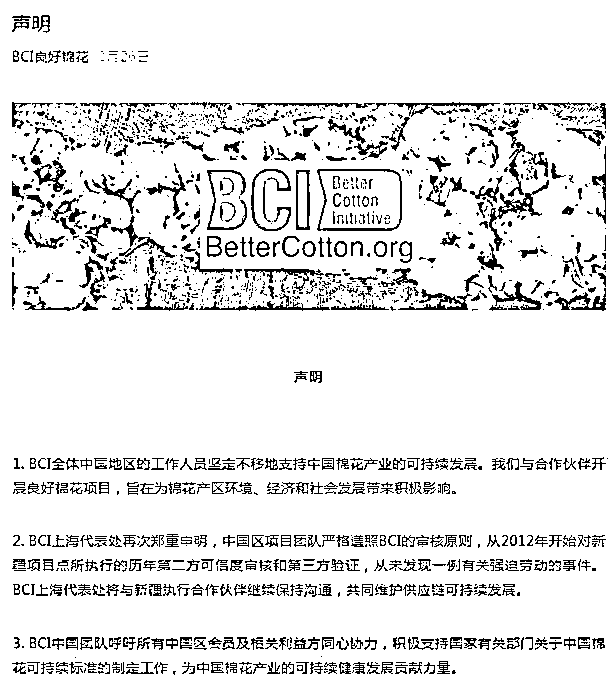 声明
BCI良好棉花 3月26日
BCI Better
Cotton
Initiative
BetterCotton.org
声明
1. BCI全体中国地区的工作人员坚定不移地支持中国棉花产业的可持续发展。我们与合作伙伴开
展良好棉花项目，旨在为棉花产区环境、经济和社会发展带来积极影响。
2. BCI上海代表处再次郑重申明，中国区项目团队严格遵照BCI的审核原则，从2012年开始对新
疆项目点所执行的历年第二方可信度审核和第三方验证，从未发现一例有关强迫劳动的事件。
BCI上海代表处将与新疆执行合作伙伴继续保持沟通，共同维护供应链可持续发展。
3. BCI中国团队呼吁所有中国区会员及相关利益方同心协力，积极支持国家有关部门关于中国棉
花可持续标准的制定工作，为中国棉花产业的可持续健康发展贡献力量。